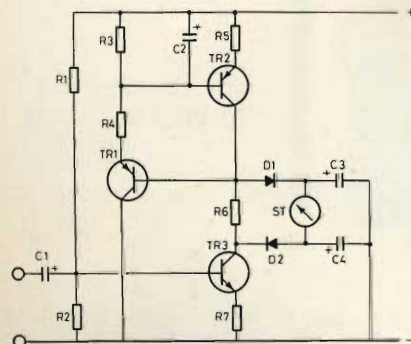 R3
C2
+
R5
TR2
R1
R4
TR1
D1
C3
+
ST
R6
TR3
D2
C4
+
C1
+
R2
R7
+
-